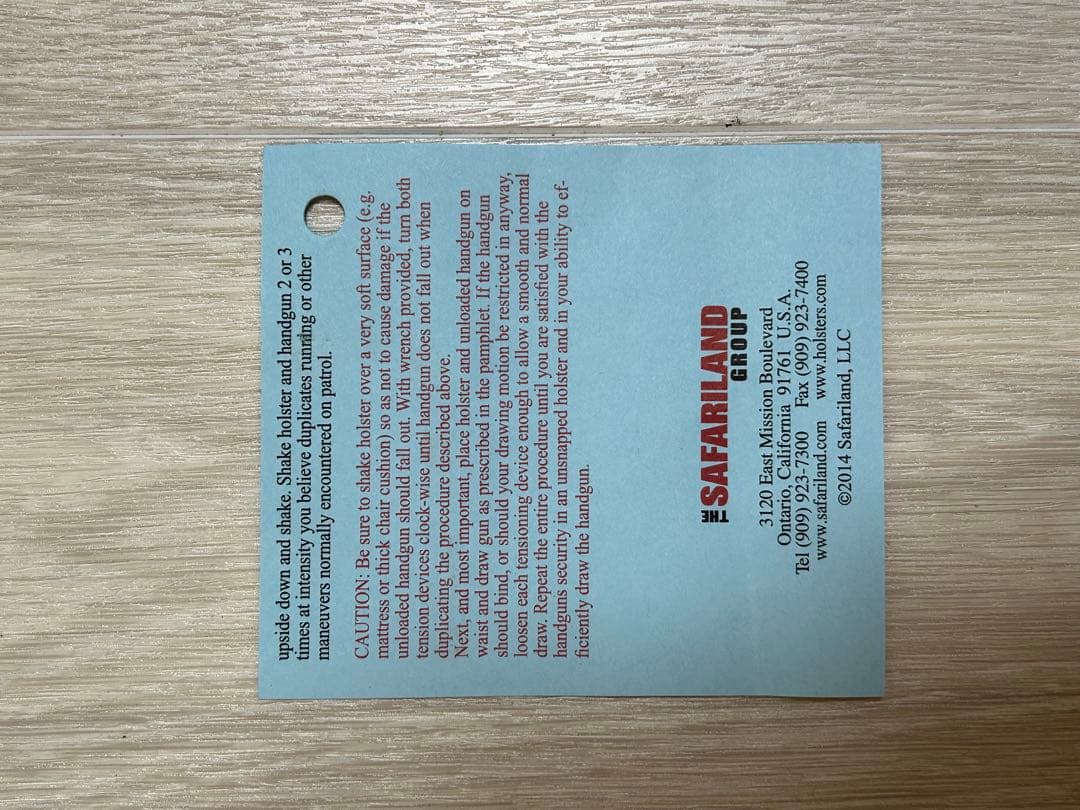 upside down and shake. Shake holster and handgun 2 or 3
times at intensity you believe duplicates running or other
maneuvers normally encountered on patrol.
CAUTION: Be sure to shake holster over a very soft surface (e.g.
mattress or thick chair cushion) so as not to cause damage if the
unloaded handgun should fall out. With wrench provided, turn both
tension devices clock-wise until handgun does not fall out when
duplicating the procedure described above.
Next, and most important, place holster and unloaded handgun on
waist and draw gun as prescribed in the pamphlet. If the handgun
should bind, or should your drawing motion be restricted in anyway,
loosen each tensioning device enough to allow a smooth and normal
draw. Repeat the entire procedure until you are satisfied with the
handguns security in an unsnapped holster and in your ability to ef-
ficiently draw the handgun.
THE SAFARILAND
GROUP
3120 East Mission Boulevard
Ontario, California 91761 U.S.A.
Tel (909) 923-7300 Fax (909) 923-7400
www.safariland.com www.holsters.com
©2014 Safariland, LLC